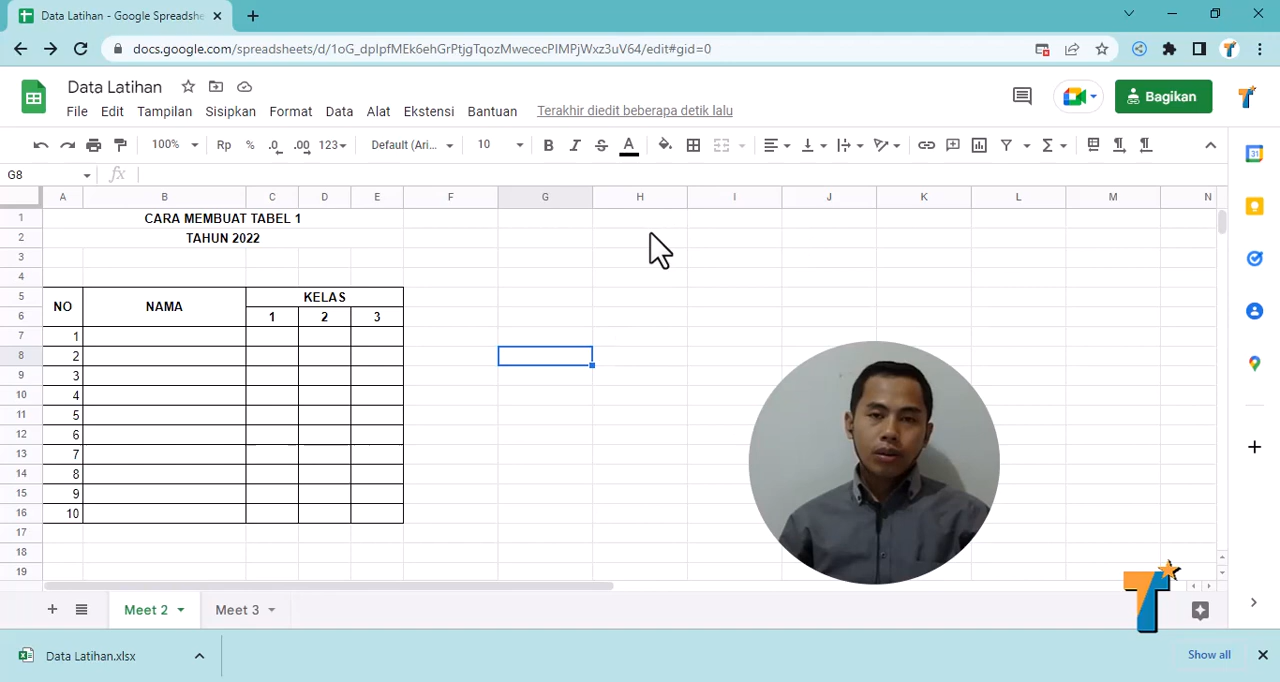 Data Latihan - Google Spreadshe
docs.google.com/spreadsheets/d/1oG_dpIpfMEk6ehGrPtjgTqozMwececPIMPjWxz3uV64/edit#gid=0
Data Latihan
File Edit Tampilan Sisipkan Format Data Alat Ekstensi Bantuan Terakhir diedit beberapa detik lalu
Bagikan
100% Rp % .0 .00 123 Default (Ari... 10 B I S A
G8 fx
A B C D E F G H I J K L M N
1 CARA MEMBUAT TABEL 1
2 TAHUN 2022
3
4
5 NO NAMA KELAS
6 1 2 3
7 1
8 2
9 3
10 4
11 5
12 6
13 7
14 8
15 9
16 10
17
18
19
Meet 2 Meet 3
Data Latihan.xlsx Show all
31